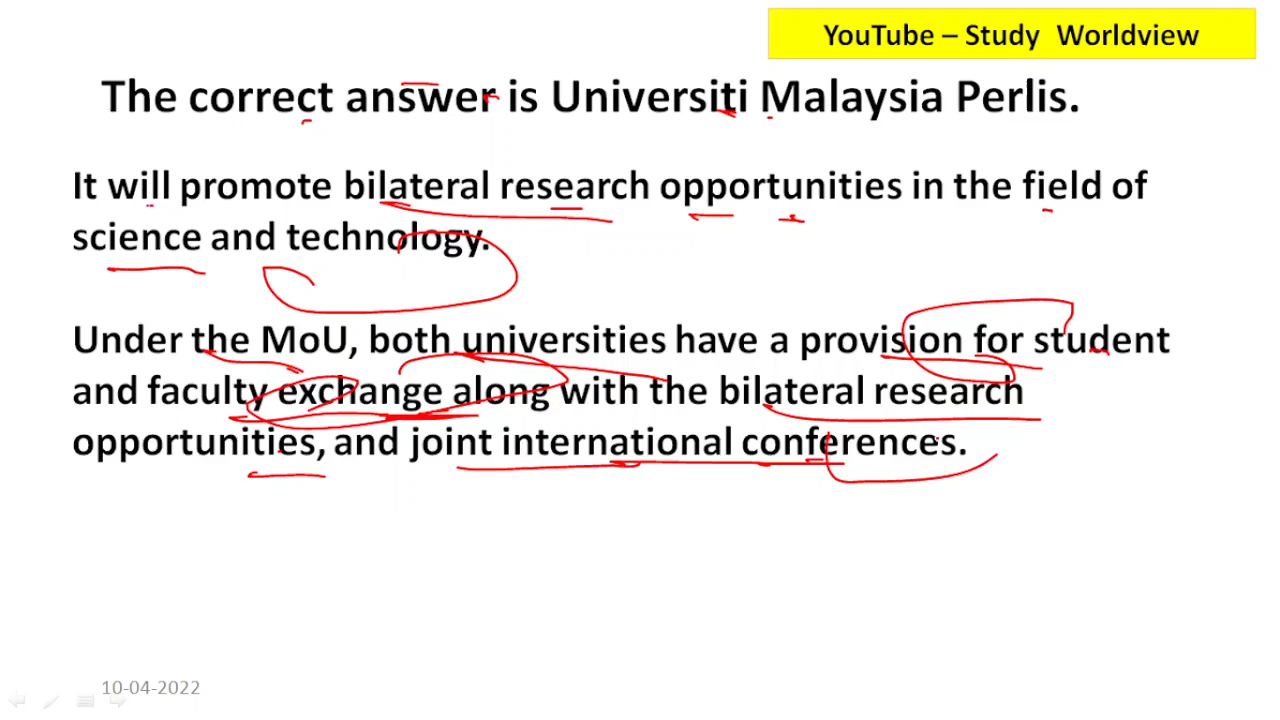 YouTube – Study Worldview
The correct answer is Universiti Malaysia Perlis.
It will promote bilateral research opportunities in the field of
science and technology.
Under the MoU, both universities have a provision for student
and faculty exchange along with the bilateral research
opportunities, and joint international conferences.
10-04-2022